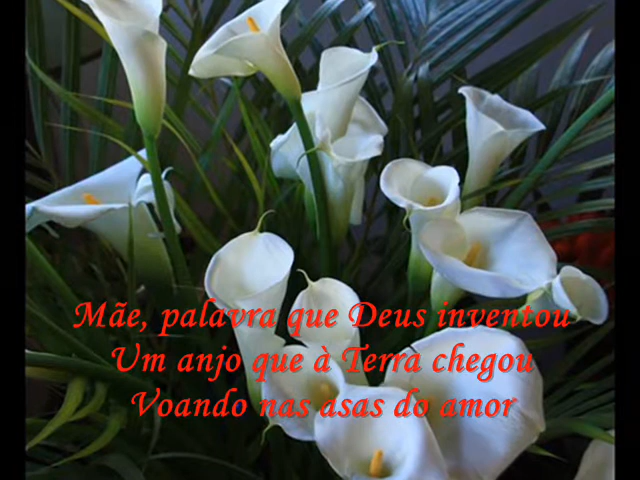 Mãe, palavra que Deus inventou
Um anjo que à Terra chegou
Voando nas asas do amor